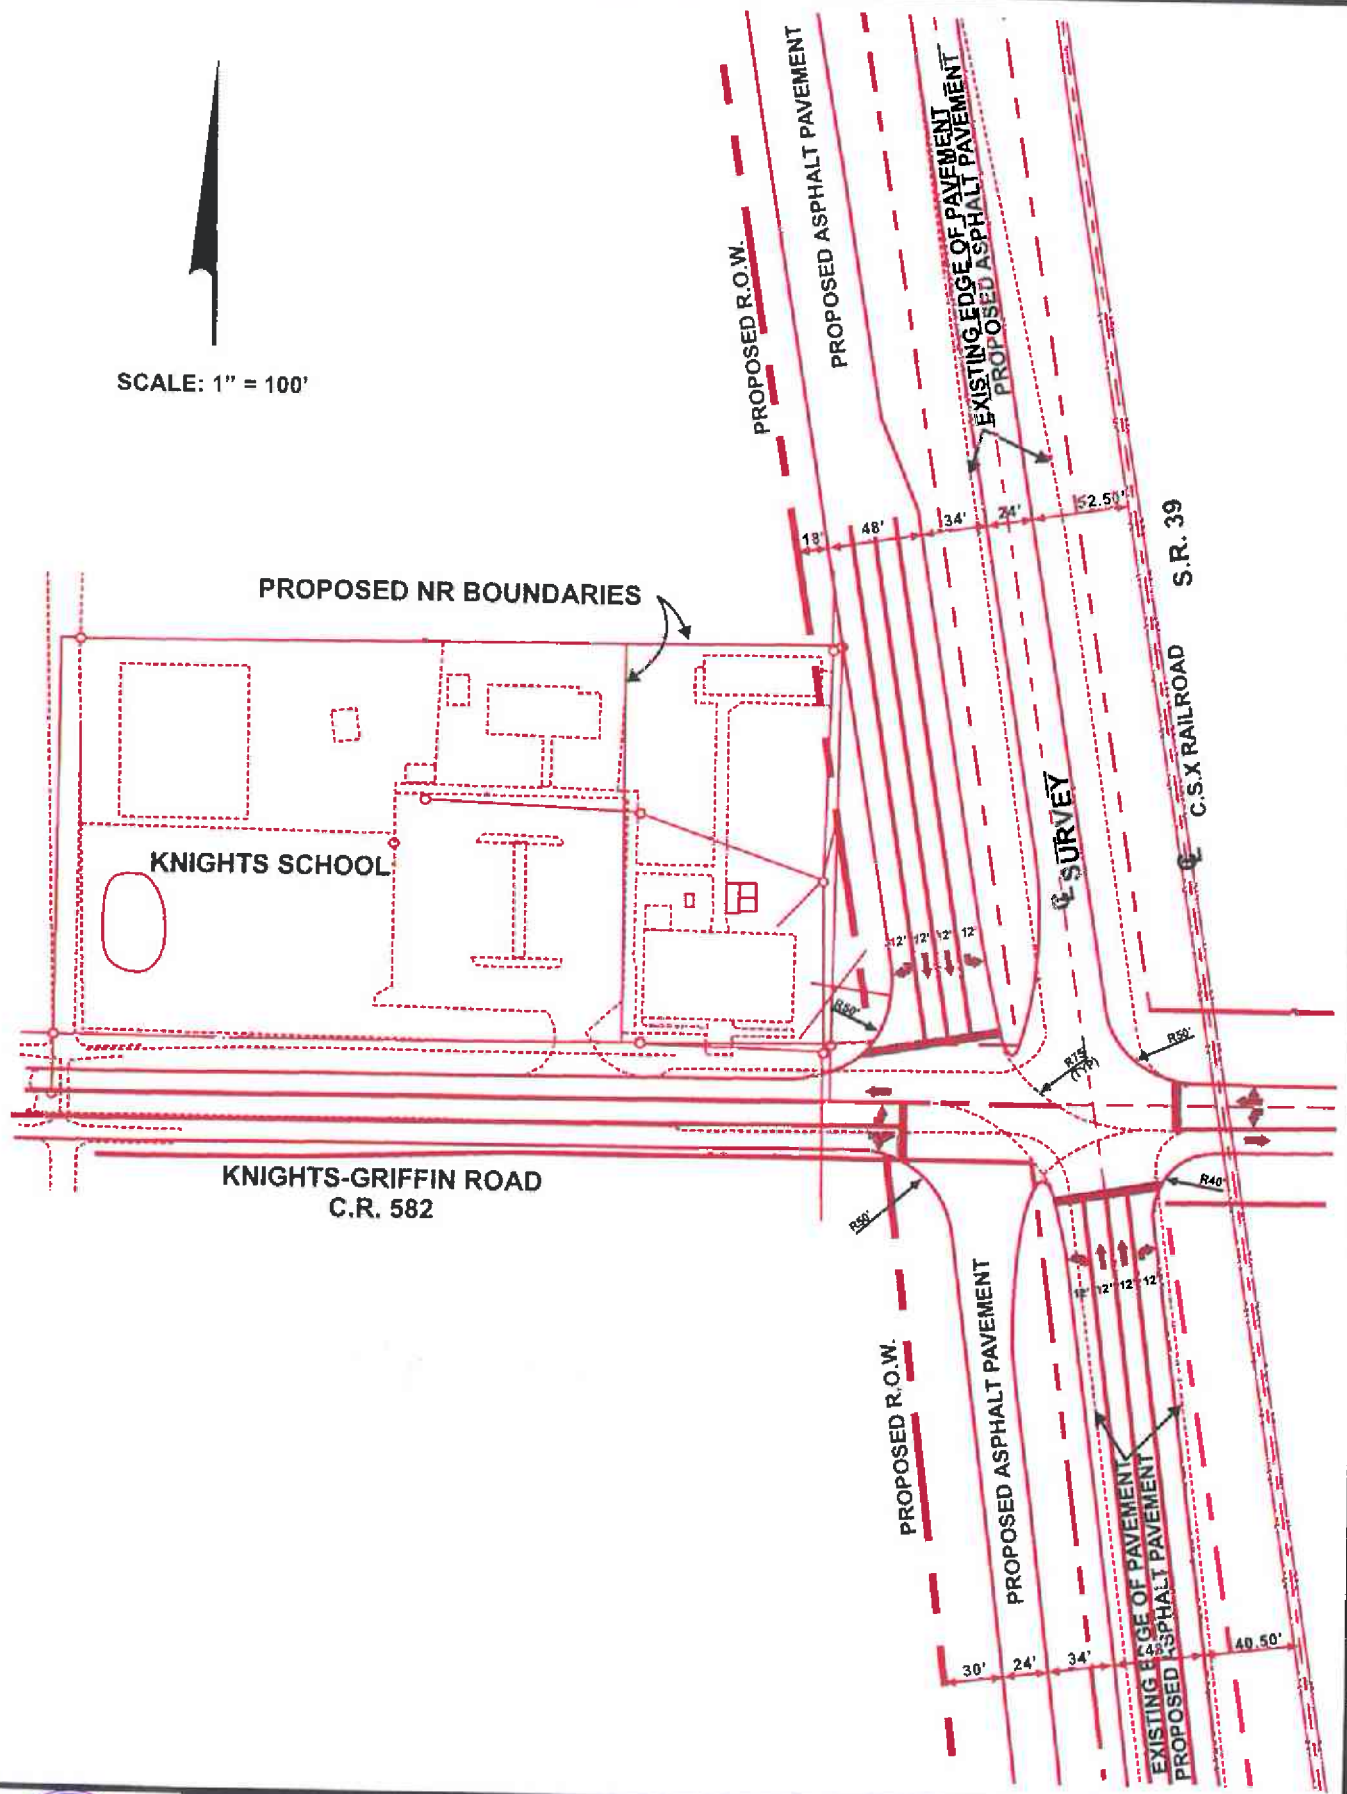 PROPOSED ASPHALT PAVEMENT
EXISTING EDGE OF PAVEMENT
PROPOSED ASPHALT PAVEMENT
PROPOSED R.O.W.
SCALE: 1" = 100'
18'
48'
34'
24'
52.50'
S.R. 39
PROPOSED NR BOUNDARIES
C.S.X RAILROAD
℄
℄ SURVEY
KNIGHTS SCHOOL
12'
12'
12'
12'
R50'
R75'
(TYP)
R50'
KNIGHTS-GRIFFIN ROAD
C.R. 582
R50'
R40'
12'
12'
12'
12'
PROPOSED R.O.W.
PROPOSED ASPHALT PAVEMENT
EXISTING EDGE OF PAVEMENT
PROPOSED ASPHALT PAVEMENT
30'
24'
34'
48'
40.50'